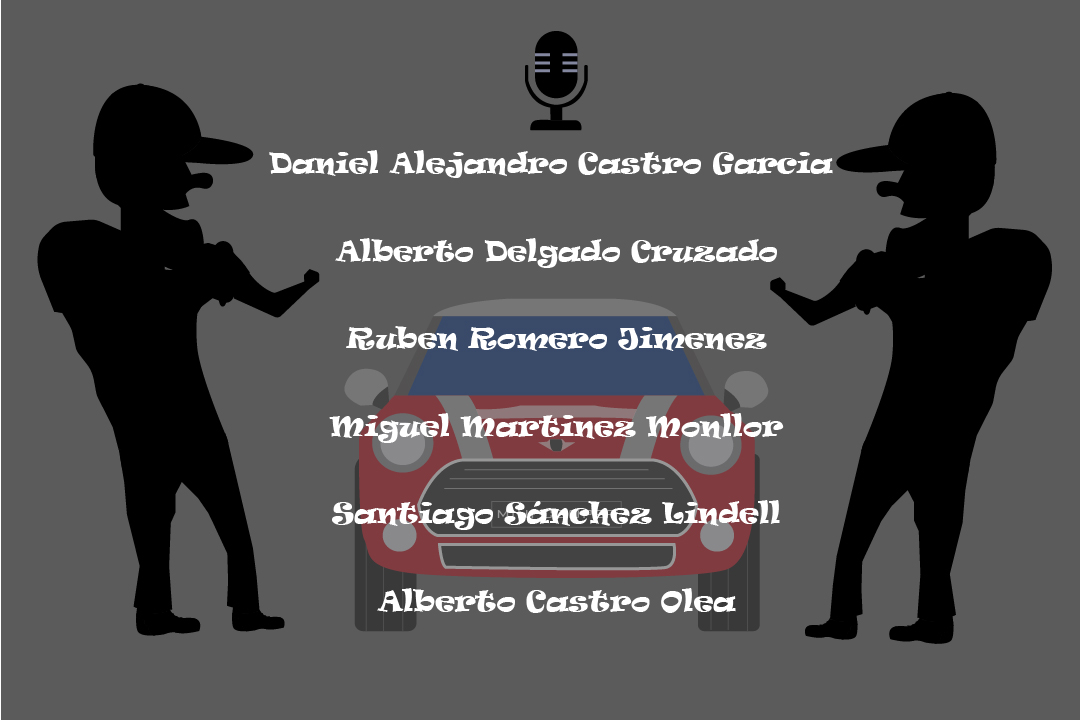 Daniel Alejandro Castro Garcia
Alberto Delgado Cruzado
Ruben Romero Jimenez
Miguel Martinez Monllor
Santiago Sánchez Lindell
Alberto Castro Olea